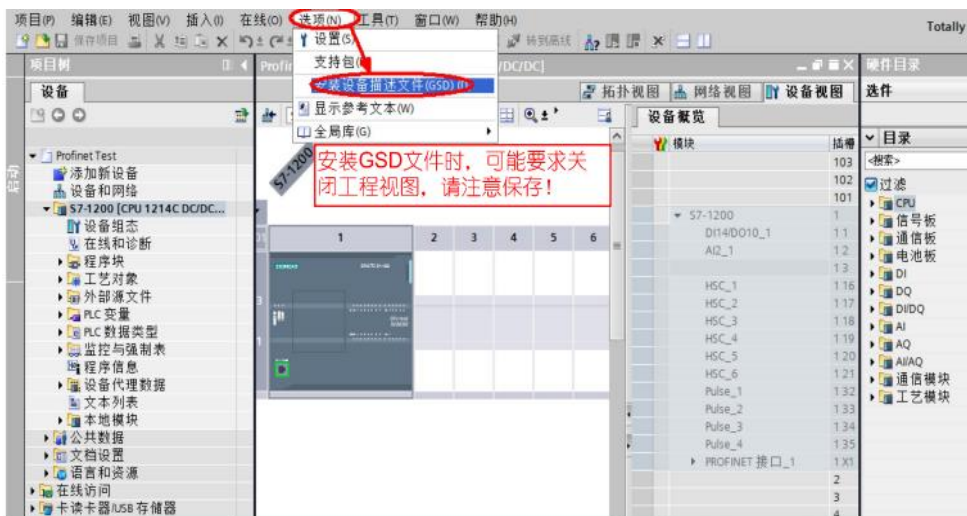 项目(P) 编辑(E) 视图(V) 插入(I) 在线(O) 选项(N) 工具(T) 窗口(W) 帮助(H)
Totally
保存项目
转到离线
设置(S)
支持包(
安装设备描述文件(GSD)(
显示参考文本(W)
全局库(G)
项目树
Profin
/DC/DC]
硬件目录
设备
拓扑视图 网络视图 设备视图
选件
设备概览
目录
模块 插槽
<搜索>
过滤
启动
Profinet Test
添加新设备
设备和网络
S7-1200 [CPU 1214C DC/DC...
设备组态
在线和诊断
程序块
工艺对象
外部源文件
PLC 变量
PLC 数据类型
监控与强制表
程序信息
设备代理数据
文本列表
本地模块
公共数据
文档设置
语言和资源
在线访问
读卡器/USB 存储器
安装GSD文件时，可能要求关
闭工程视图，请注意保存！
S7-1200
1 2 3 4 5 6
SIEMENS
103
102
101
S7-1200 1
DI14/DO10_1 1 1
AI2_1 1 2
1 3
HSC_1 1 16
HSC_2 1 17
HSC_3 1 18
HSC_4 1 19
HSC_5 1 20
HSC_6 1 21
Pulse_1 1 32
Pulse_2 1 33
Pulse_3 1 34
Pulse_4 1 35
PROFINET 接口_1 1 X1
2
3
4
CPU
信号板
通信板
电池板
DI
DQ
DI/DQ
AI
AQ
AI/AQ
通信模块
工艺模块